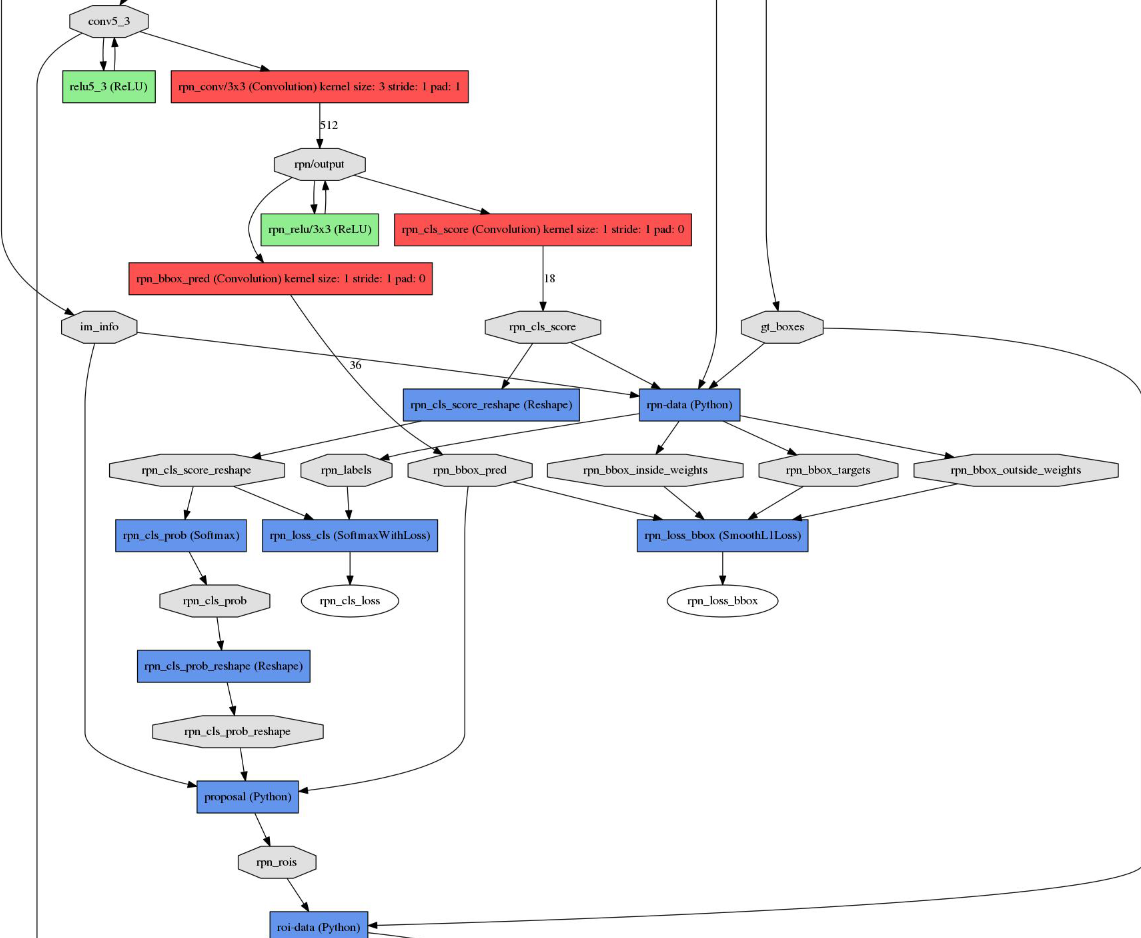 conv5_3
relu5_3 (ReLU)
rpn_conv/3x3 (Convolution) kernel size: 3 stride: 1 pad: 1
512
rpn/output
rpn_relu/3x3 (ReLU)
rpn_cls_score (Convolution) kernel size: 1 stride: 1 pad: 0
rpn_bbox_pred (Convolution) kernel size: 1 stride: 1 pad: 0
18
im_info
rpn_cls_score
gt_boxes
36
rpn_cls_score_reshape (Reshape)
rpn-data (Python)
rpn_cls_score_reshape
rpn_labels
rpn_bbox_pred
rpn_bbox_inside_weights
rpn_bbox_targets
rpn_bbox_outside_weights
rpn_cls_prob (Softmax)
rpn_loss_cls (SoftmaxWithLoss)
rpn_loss_bbox (SmoothL1Loss)
rpn_cls_prob
rpn_cls_loss
rpn_loss_bbox
rpn_cls_prob_reshape (Reshape)
rpn_cls_prob_reshape
proposal (Python)
rpn_rois
roi-data (Python)